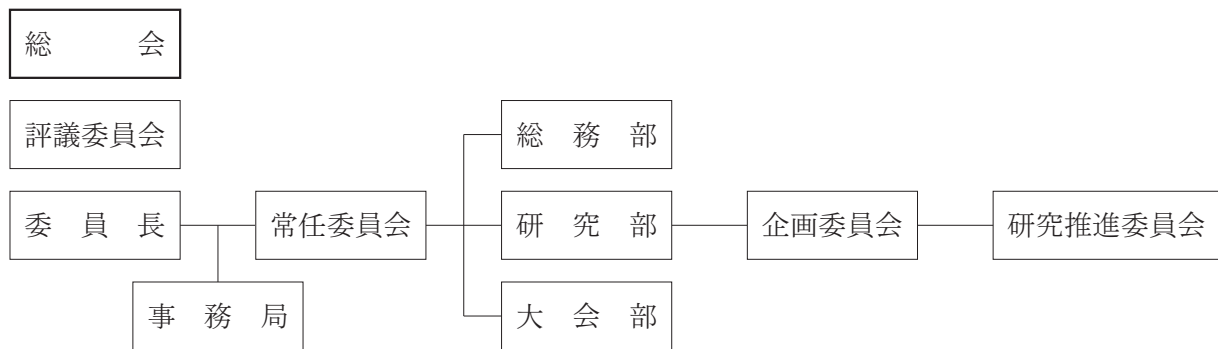 総　　会
評議委員会
総　務　部
委　員　長
常任委員会
研　究　部
企画委員会
研究推進委員会
事　務　局
大　会　部